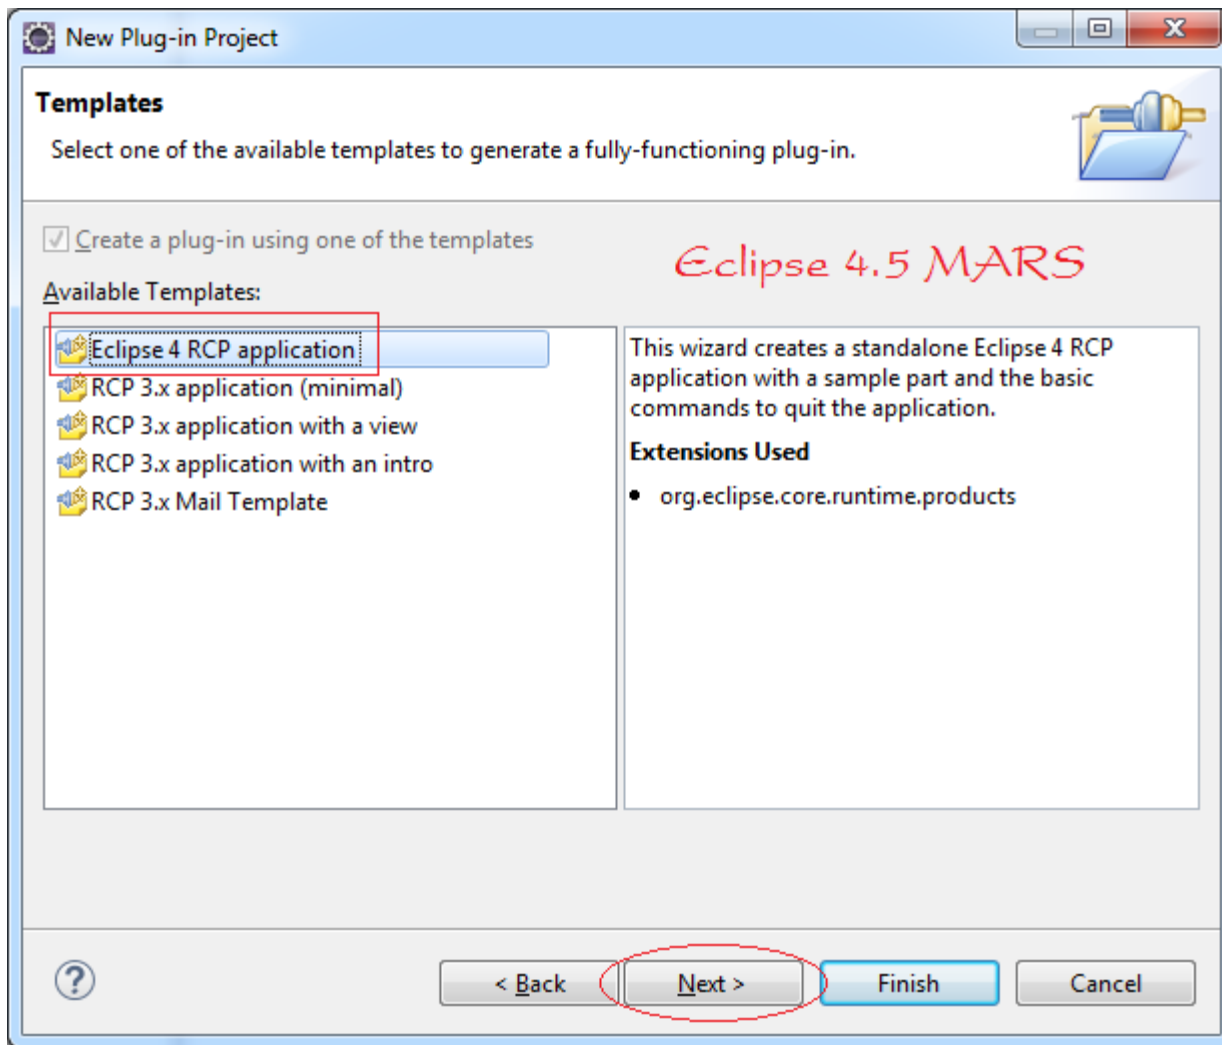 New Plug-in Project
Templates
Select one of the available templates to generate a fully-functioning plug-in.
Create a plug-in using one of the templates
Eclipse 4.5 MARS
Available Templates:
Eclipse 4 RCP application
RCP 3.x application (minimal)
RCP 3.x application with a view
RCP 3.x application with an intro
RCP 3.x Mail Template
This wizard creates a standalone Eclipse 4 RCP
application with a sample part and the basic
commands to quit the application.
Extensions Used
• org.eclipse.core.runtime.products
? < Back Next > Finish Cancel